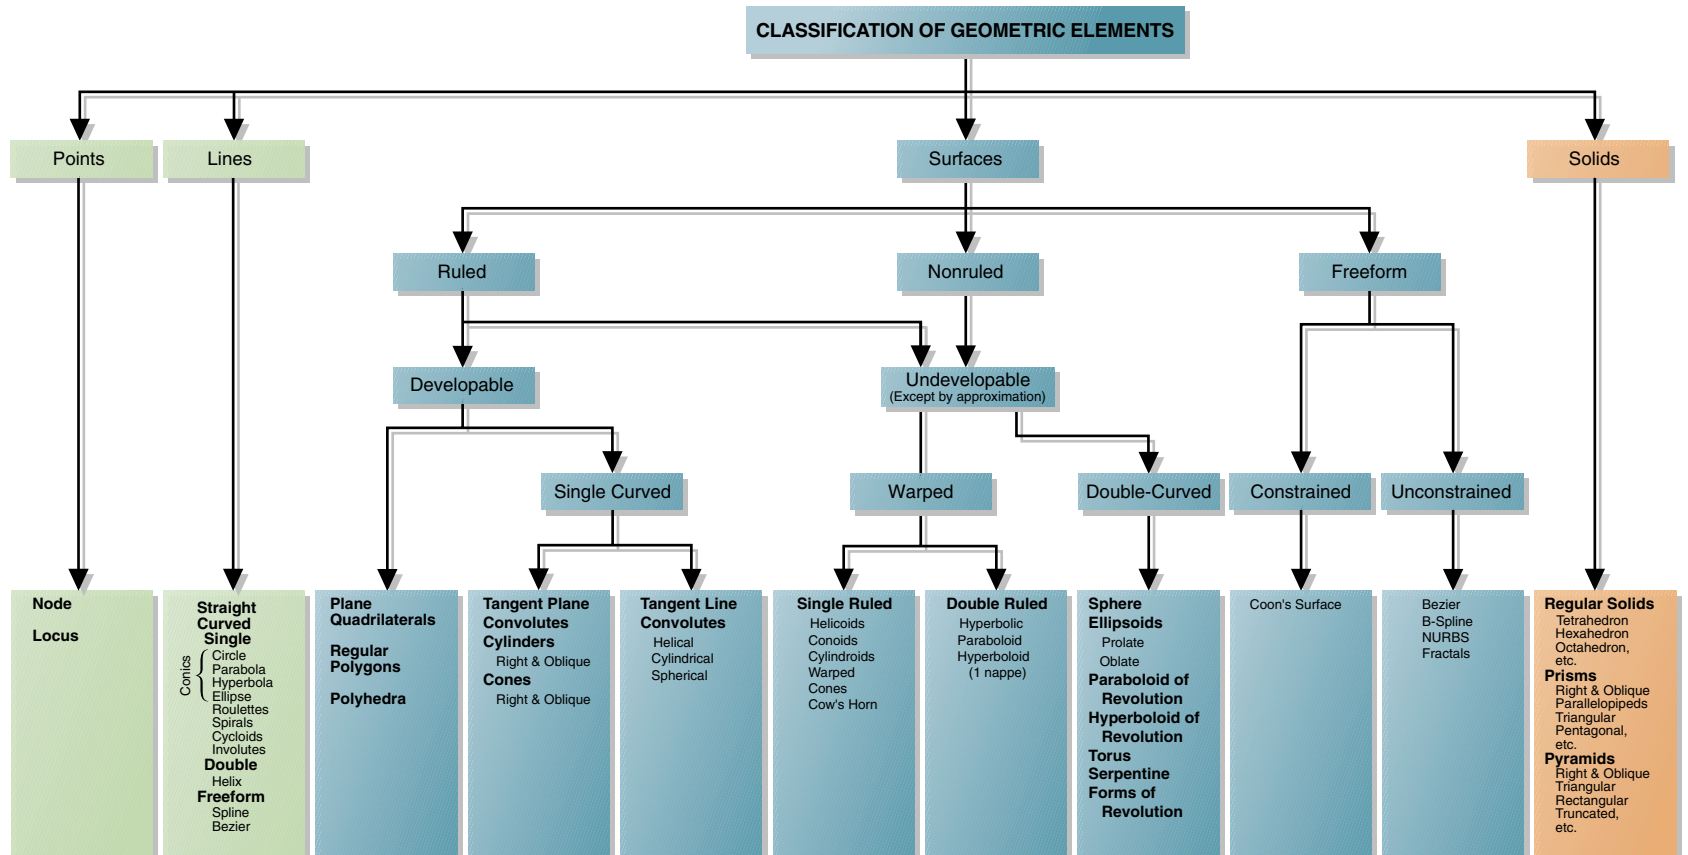 CLASSIFICATION OF GEOMETRIC ELEMENTS
Points
Lines
Surfaces
Solids
Ruled
Nonruled
Freeform
Developable
Undevelopable
(Except by approximation)
Single Curved
Warped
Double-Curved
Constrained
Unconstrained
Node
Locus
Straight
Curved
Single
Conics
Circle
Parabola
Hyperbola
Ellipse
Roulettes
Spirals
Cycloids
Involutes
Double
Helix
Freeform
Spline
Bezier
Plane
Quadrilaterals
Regular
Polygons
Polyhedra
Tangent Plane
Convolutes
Cylinders
Right & Oblique
Cones
Right & Oblique
Tangent Line
Convolutes
Helical
Cylindrical
Spherical
Single Ruled
Helicoids
Conoids
Cylindroids
Warped
Cones
Cow's Horn
Double Ruled
Hyperbolic
Paraboloid
Hyperboloid
(1 nappe)
Sphere
Ellipsoids
Prolate
Oblate
Paraboloid of
Revolution
Hyperboloid of
Revolution
Torus
Serpentine
Forms of
Revolution
Coon's Surface
Bezier
B-Spline
NURBS
Fractals
Regular Solids
Tetrahedron
Hexahedron
Octahedron,
etc.
Prisms
Right & Oblique
Parallelopipeds
Triangular
Pentagonal,
etc.
Pyramids
Right & Oblique
Triangular
Rectangular
Truncated,
etc.